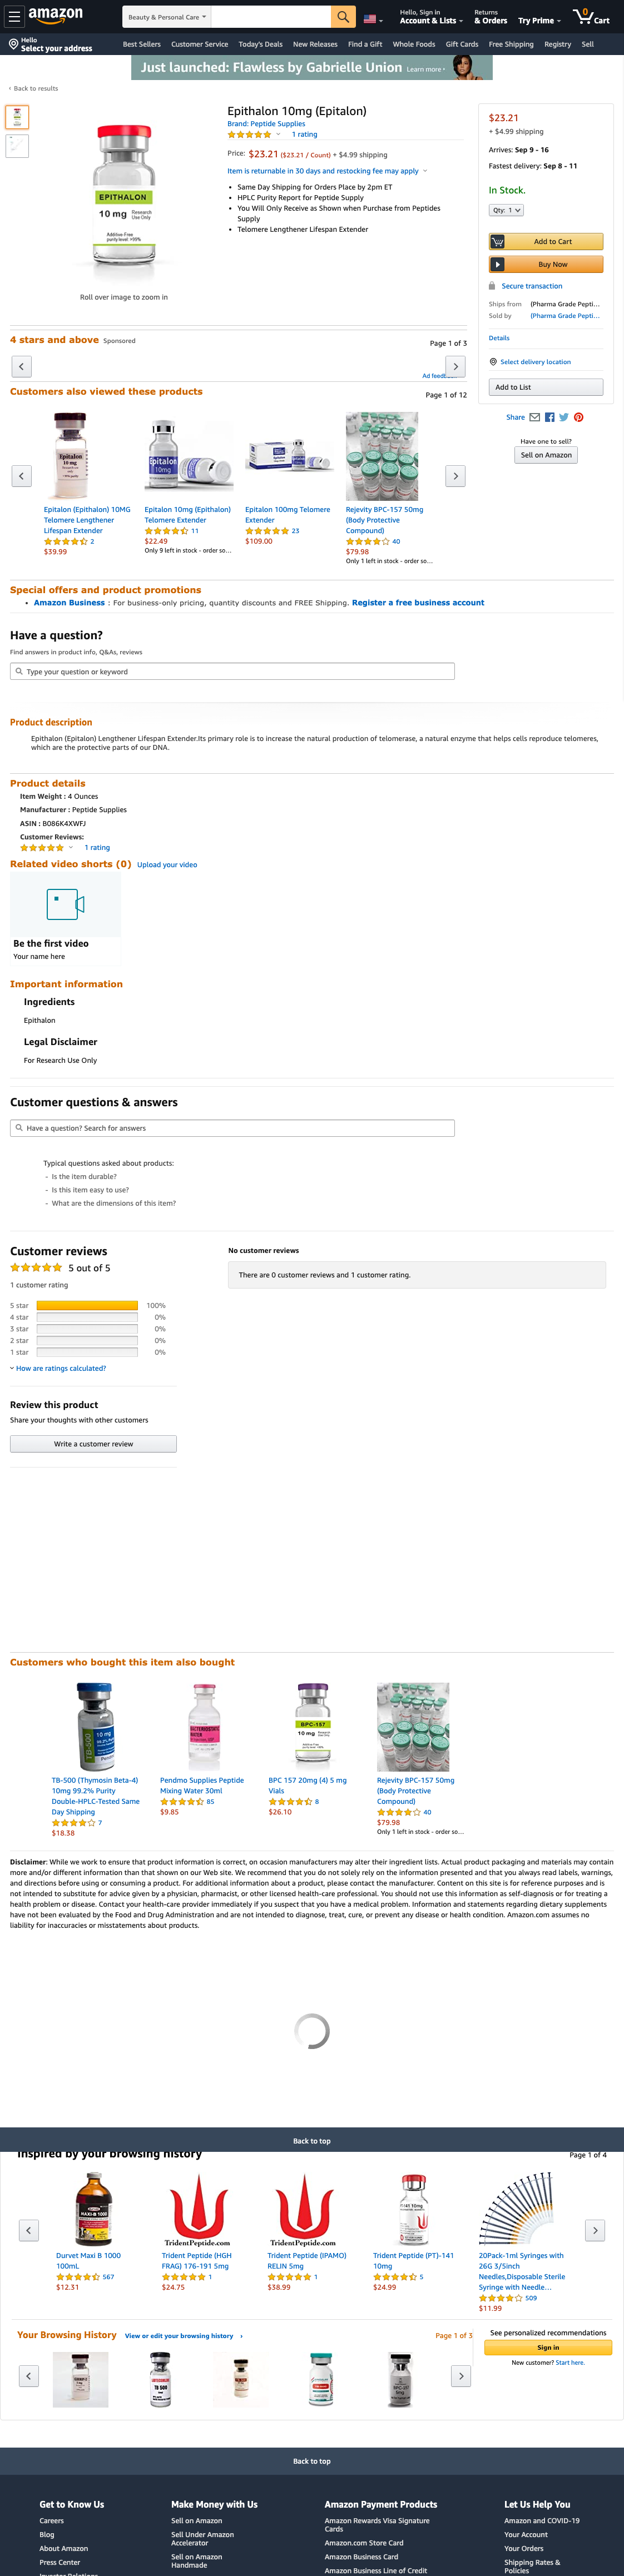 amazon
Beauty & Personal Care
Hello, Sign in
Account & Lists
Returns
& Orders
Try Prime
0
Cart
Hello
Select your address
Best Sellers
Customer Service
Today's Deals
New Releases
Find a Gift
Whole Foods
Gift Cards
Free Shipping
Registry
Sell
Just launched: Flawless by Gabrielle Union Learn more ›
‹ Back to results
EPITHALON
10 mg
Research
Use Only
Additive-Free
purity->99%
Roll over image to zoom in
Epithalon 10mg (Epitalon)
Brand: Peptide Supplies
1 rating
Price: $23.21 ($23.21 / Count) + $4.99 shipping
Item is returnable in 30 days and restocking fee may apply
• Same Day Shipping for Orders Place by 2pm ET
• HPLC Purity Report for Peptide Supply
• You Will Only Receive as Shown when Purchase from Peptides
Supply
• Telomere Lengthener Lifespan Extender
$23.21
+ $4.99 shipping
Arrives: Sep 9 - 16
Fastest delivery: Sep 8 - 11
In Stock.
Qty: 1
Add to Cart
Buy Now
Secure transaction
Ships from (Pharma Grade Pepti...
Sold by (Pharma Grade Pepti...
Details
Select delivery location
Add to List
Share
Have one to sell?
Sell on Amazon
4 stars and above Sponsored
Page 1 of 3
Ad feedb
Customers also viewed these products
Page 1 of 12
Epitalon
10 mg
Epitalon
10mg
Epitalon (Epithalon) 10MG
Telomere Lengthener
Lifespan Extender
2
$39.99
Epitalon 10mg (Epithalon)
Telomere Extender
11
$22.49
Only 9 left in stock - order so...
Epitalon 100mg Telomere
Extender
23
$109.00
Rejevity BPC-157 50mg
(Body Protective
Compound)
40
$79.98
Only 1 left in stock - order so...
Special offers and product promotions
• Amazon Business : For business-only pricing, quantity discounts and FREE Shipping. Register a free business account
Have a question?
Find answers in product info, Q&As, reviews
Type your question or keyword
Product description
Epithalon (Epitalon) Lengthener Lifespan Extender.Its primary role is to increase the natural production of telomerase, a natural enzyme that helps cells reproduce telomeres,
which are the protective parts of our DNA.
Product details
Item Weight : 4 Ounces
Manufacturer : Peptide Supplies
ASIN : B086K4XWFJ
Customer Reviews:
1 rating
Related video shorts (0) Upload your video
Be the first video
Your name here
Important information
Ingredients
Epithalon
Legal Disclaimer
For Research Use Only
Customer questions & answers
Have a question? Search for answers
Typical questions asked about products:
- Is the item durable?
- Is this item easy to use?
- What are the dimensions of this item?
Customer reviews
5 out of 5
1 customer rating
5 star 100%
4 star 0%
3 star 0%
2 star 0%
1 star 0%
How are ratings calculated?
No customer reviews
There are 0 customer reviews and 1 customer rating.
Review this product
Share your thoughts with other customers
Write a customer review
Customers who bought this item also bought
TB-500
10 mg
BPC-157
10 mg
TB-500 (Thymosin Beta-4)
10mg 99.2% Purity
Double-HPLC-Tested Same
Day Shipping
7
$18.38
Pendmo Supplies Peptide
Mixing Water 30ml
85
$9.85
BPC 157 20mg (4) 5 mg
Vials
8
$26.10
Rejevity BPC-157 50mg
(Body Protective
Compound)
40
$79.98
Only 1 left in stock - order so...
Disclaimer: While we work to ensure that product information is correct, on occasion manufacturers may alter their ingredient lists. Actual product packaging and materials may contain
more and/or different information than that shown on our Web site. We recommend that you do not solely rely on the information presented and that you always read labels, warnings,
and directions before using or consuming a product. For additional information about a product, please contact the manufacturer. Content on this site is for reference purposes and is
not intended to substitute for advice given by a physician, pharmacist, or other licensed health-care professional. You should not use this information as self-diagnosis or for treating a
health problem or disease. Contact your health-care provider immediately if you suspect that you have a medical problem. Information and statements regarding dietary supplements
have not been evaluated by the Food and Drug Administration and are not intended to diagnose, treat, cure, or prevent any disease or health condition. Amazon.com assumes no
liability for inaccuracies or misstatements about products.
Back to top
Inspired by your browsing history
Page 1 of 4
MAXI-B 1000
TridentPeptide.com
TridentPeptide.com
Durvet Maxi B 1000
100mL
567
$12.31
Trident Peptide (HGH
FRAG) 176-191 5mg
1
$24.75
Trident Peptide (IPAMO)
RELIN 5mg
1
$38.99
Trident Peptide (PT)-141
10mg
5
$24.99
20Pack-1ml Syringes with
26G 3/5inch
Needles,Disposable Sterile
Syringe with Needle...
509
$11.99
Your Browsing History View or edit your browsing history ›
Page 1 of 3
See personalized recommendations
Sign in
New customer? Start here.
TB 500
BPC-157
Back to top
Get to Know Us
Careers
Blog
About Amazon
Press Center
Investor Relations
Make Money with Us
Sell on Amazon
Sell Under Amazon
Accelerator
Sell on Amazon
Handmade
Amazon Payment Products
Amazon Rewards Visa Signature
Cards
Amazon.com Store Card
Amazon Business Card
Amazon Business Line of Credit
Let Us Help You
Amazon and COVID-19
Your Account
Your Orders
Shipping Rates &
Policies